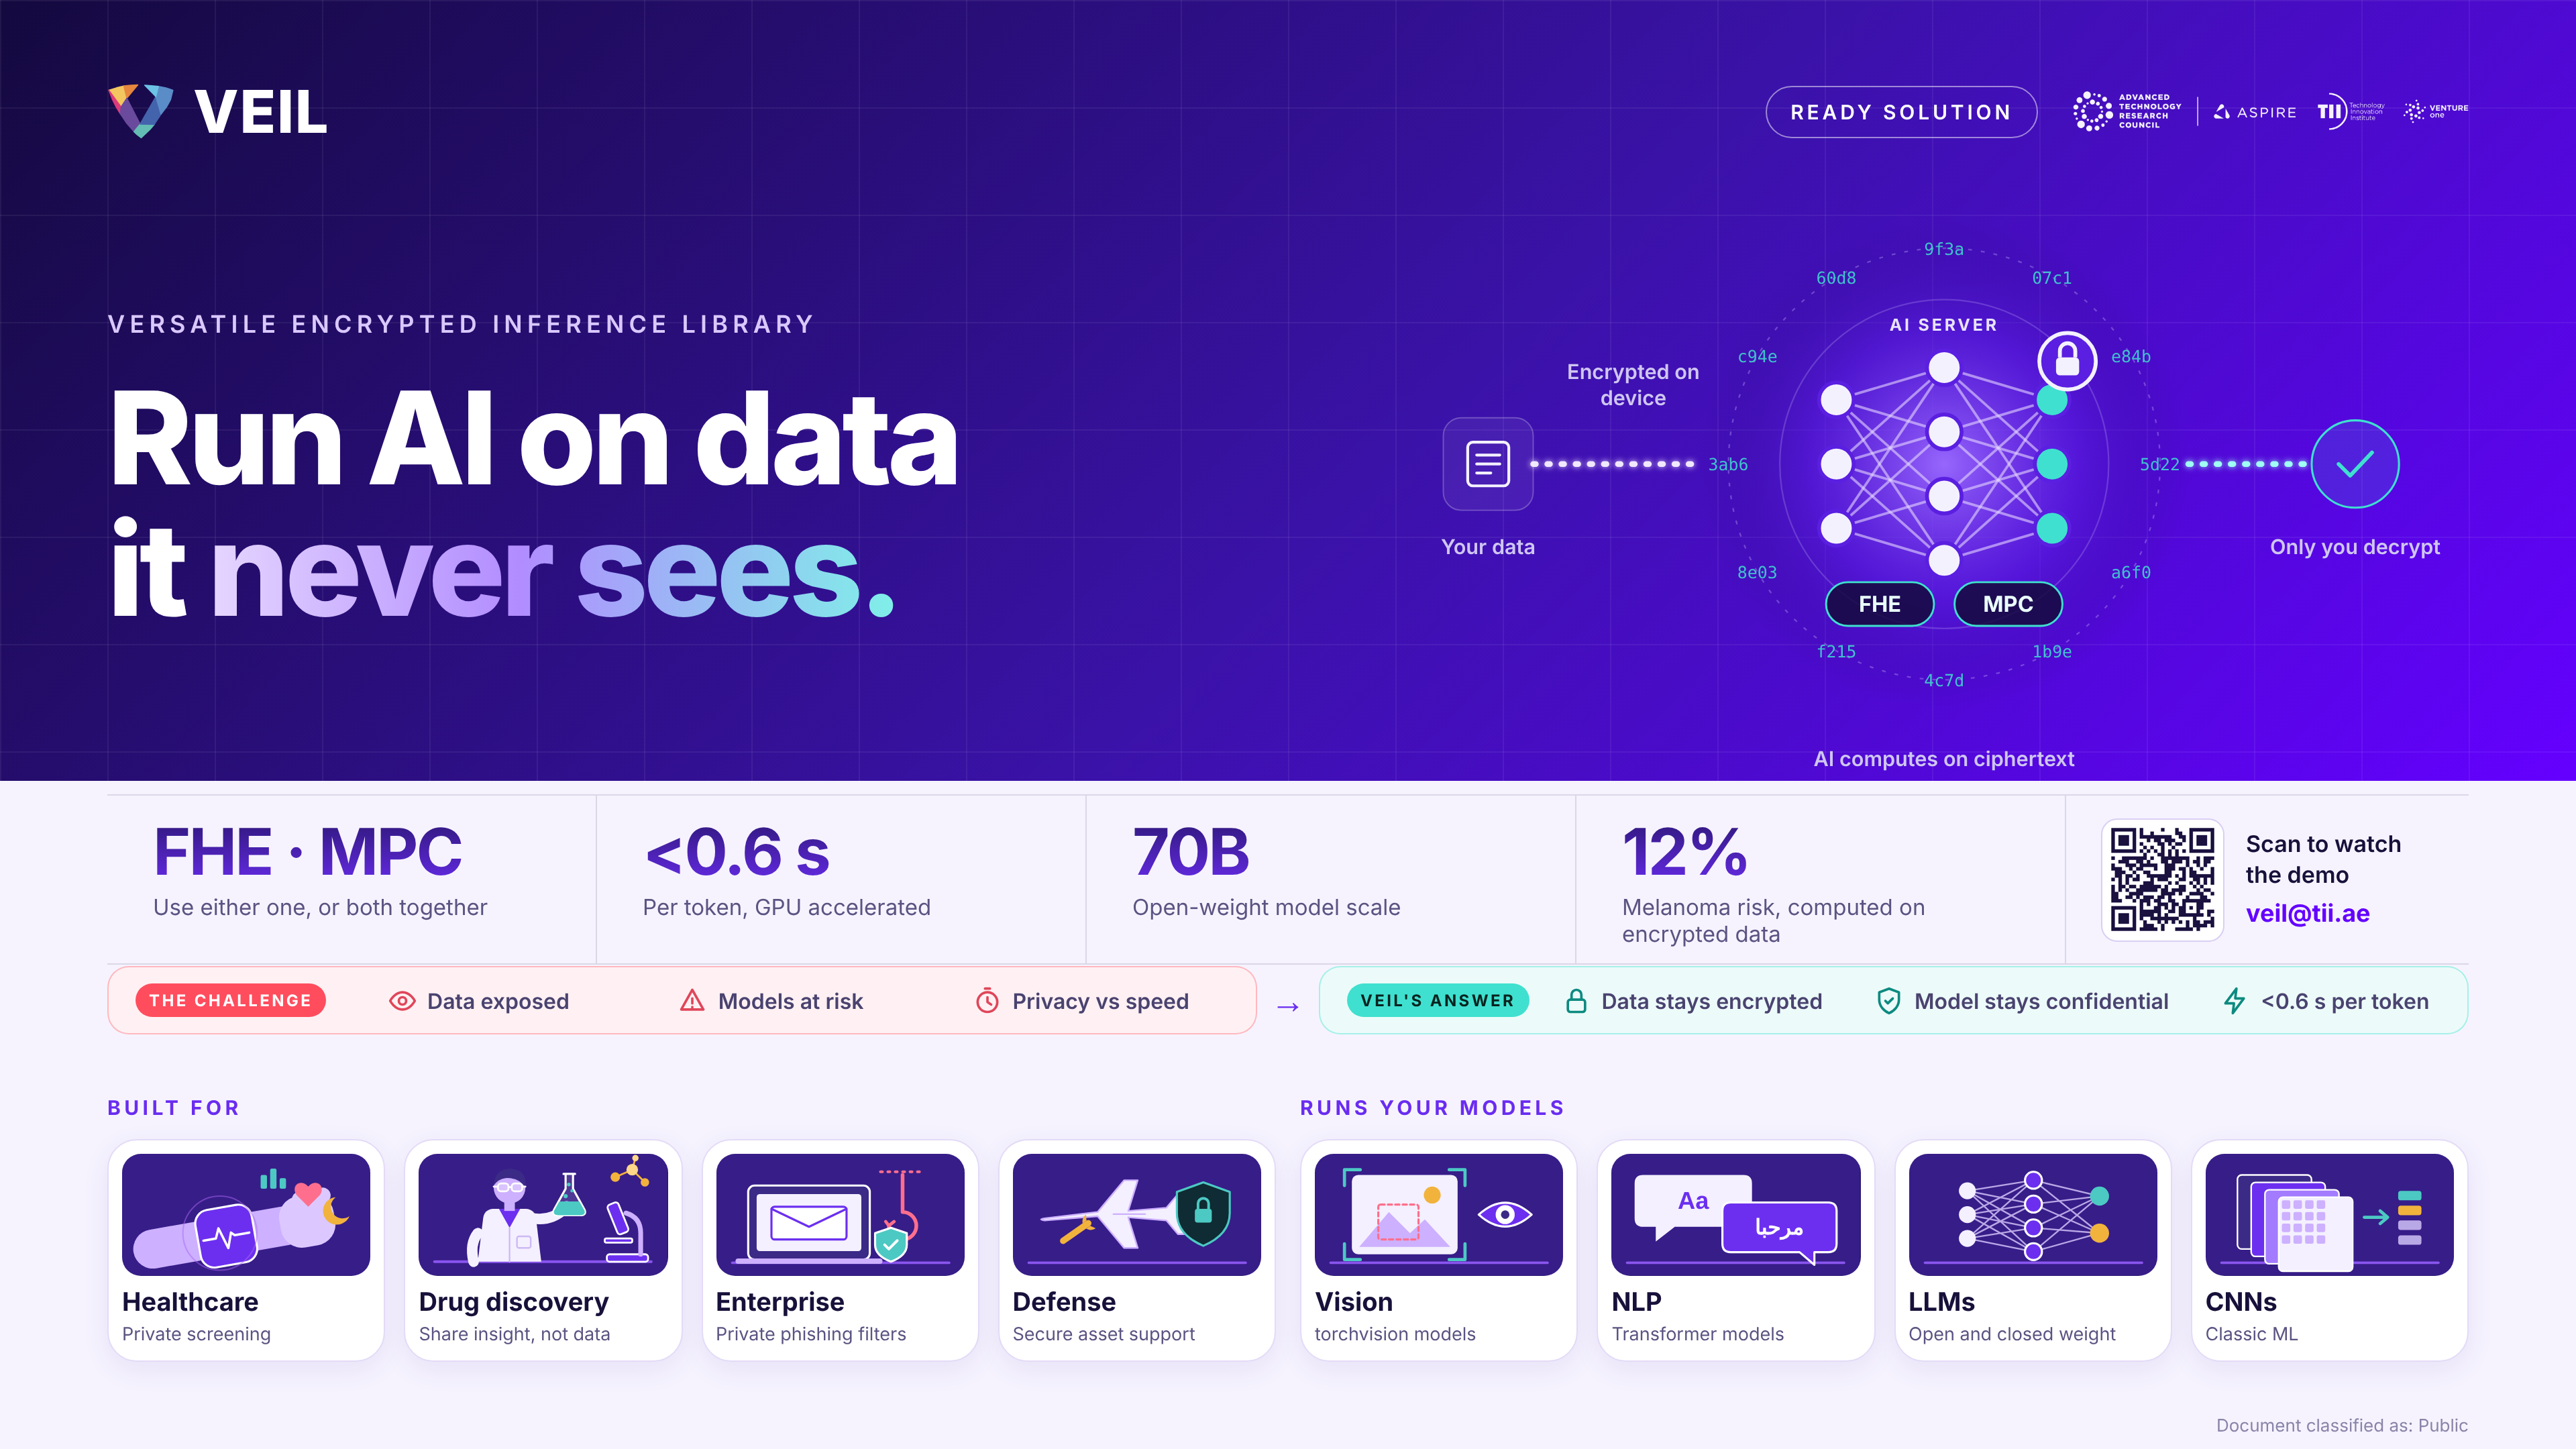 VEIL
READY SOLUTION
ADVANCED
TECHNOLOGY
RESEARCH
COUNCIL
ASPIRE
TII
Technology
Innovation
Institute
VENTURE
one
VERSATILE ENCRYPTED INFERENCE LIBRARY
Run AI on data
it never sees.
Your data
Encrypted on
device
AI SERVER
9f3a
07c1
e84b
5d22
a6f0
1b9e
4c7d
f215
8e03
3ab6
c94e
60d8
FHE
MPC
Only you decrypt
AI computes on ciphertext
FHE · MPC
Use either one, or both together
<0.6 s
Per token, GPU accelerated
70B
Open-weight model scale
12%
Melanoma risk, computed on
encrypted data
Scan to watch
the demo
veil@tii.ae
THE CHALLENGE
Data exposed
Models at risk
Privacy vs speed
→
VEIL'S ANSWER
Data stays encrypted
Model stays confidential
<0.6 s per token
BUILT FOR
Healthcare
Private screening
Drug discovery
Share insight, not data
Enterprise
Private phishing filters
Defense
Secure asset support
RUNS YOUR MODELS
Vision
torchvision models
Aa
مرحبا
NLP
Transformer models
LLMs
Open and closed weight
CNNs
Classic ML
Document classified as: Public